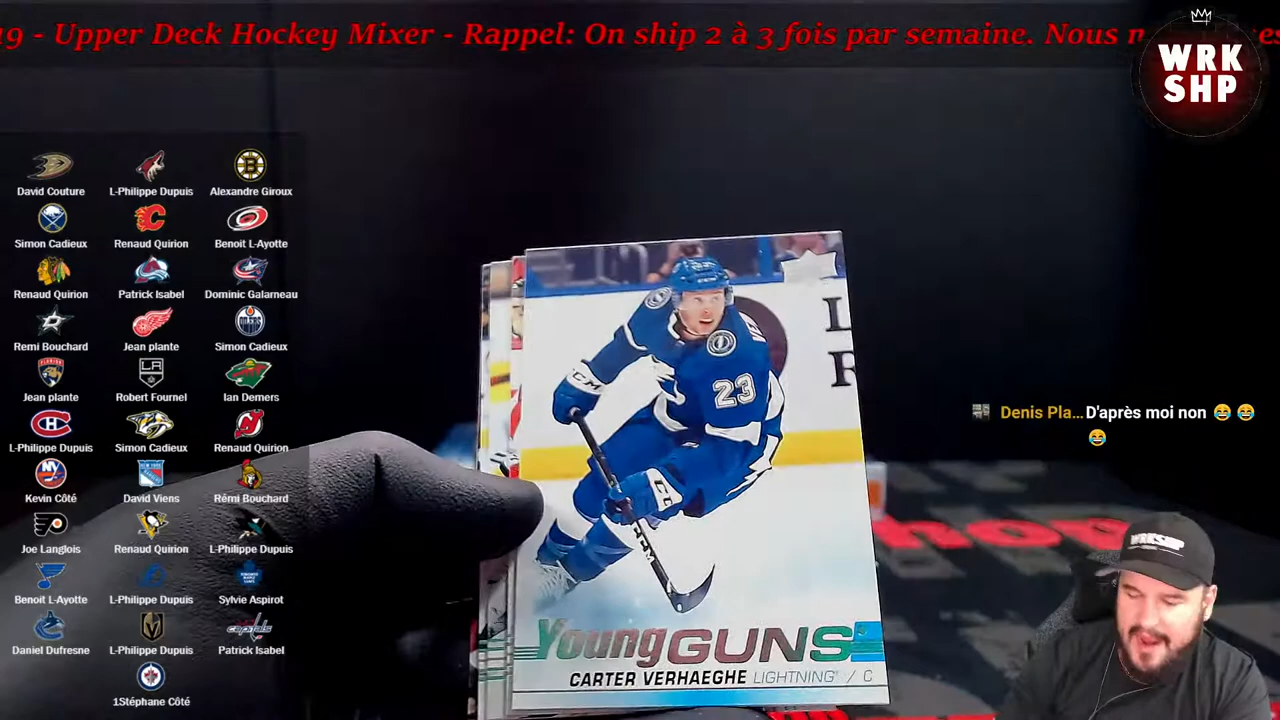 19 - Upper Deck Hockey Mixer - Rappel: On ship 2 à 3 fois par semaine. Nous
WRK
SHP
David Couture L-Philippe Dupuis Alexandre Giroux
Simon Cadieux Renaud Quirion Benoit L-Ayotte
Renaud Quirion Patrick Isabel Dominic Galarneau
Remi Bouchard Jean plante Simon Cadieux
Jean plante Robert Fournel Ian Demers
L-Philippe Dupuis Simon Cadieux Renaud Quirion
Kevin Côté David Viens Rémi Bouchard
Joe Langlois Renaud Quirion L-Philippe Dupuis
Benoit L-Ayotte L-Philippe Dupuis Sylvie Aspirot
Daniel Dufresne L-Philippe Dupuis Patrick Isabel
1Stéphane Côté
Denis Pla... D'après moi non 😂 😂
😂
23
CCM
Young GUNS
CARTER VERHAEGHE LIGHTNING / C
WRKSHP